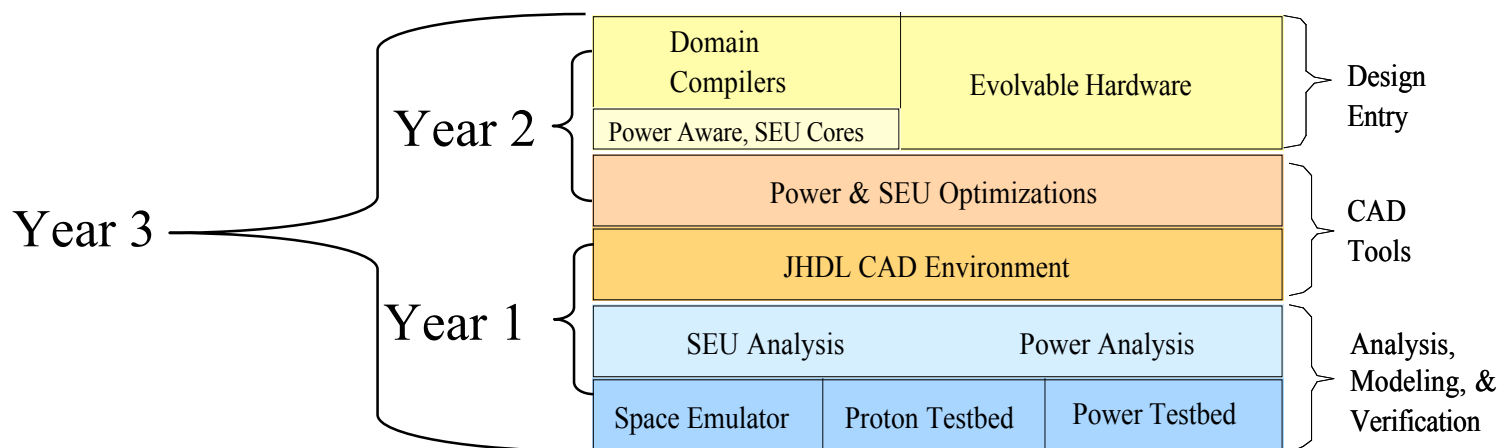 Year 3
Year 2
Year 1
Domain
Compilers
Evolvable Hardware
Power Aware, SEU Cores
Power & SEU Optimizations
JHDL CAD Environment
SEU Analysis
Power Analysis
Space Emulator
Proton Testbed
Power Testbed
Design
Entry
CAD
Tools
Analysis,
Modeling, &
Verification